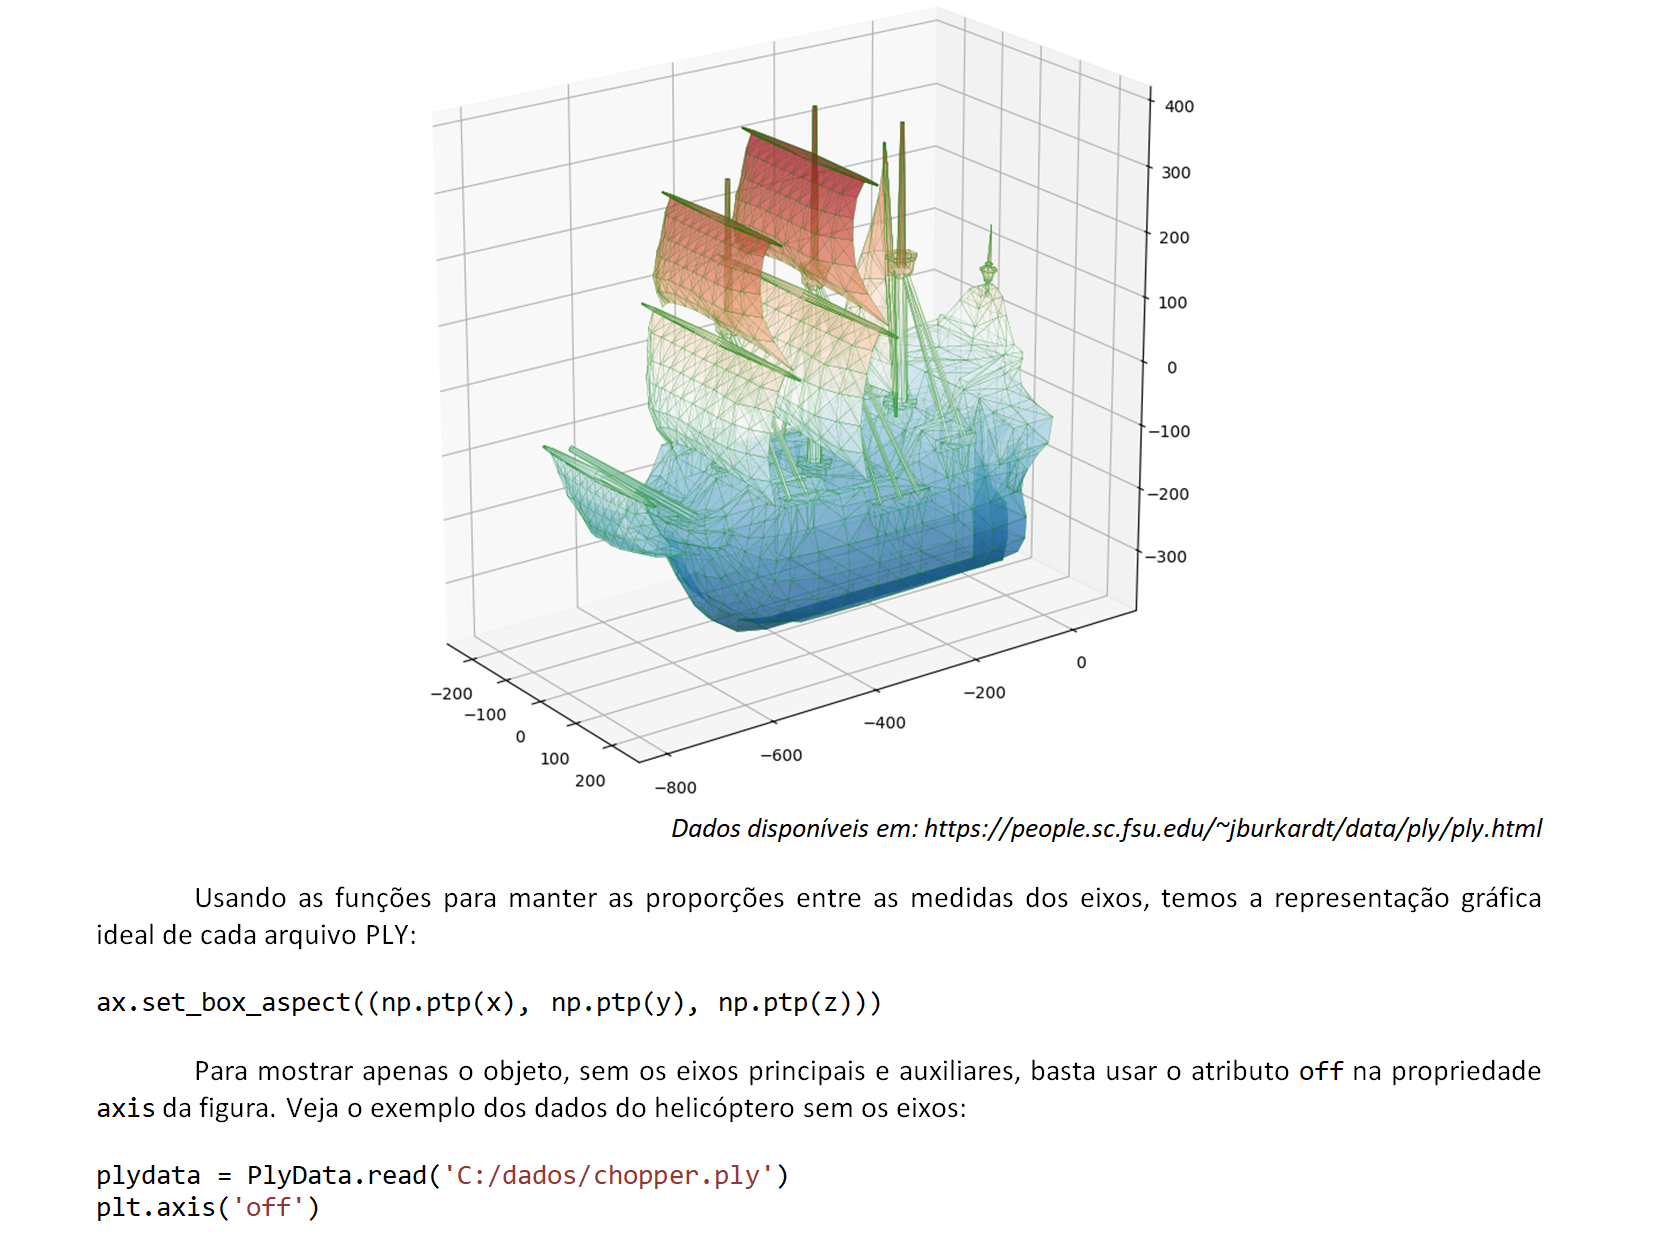 400
300
200
100
0
−100
−200
−300
−200
−100
0
100
200
−800
−600
−400
−200
0
Dados disponíveis em: https://people.sc.fsu.edu/~jburkardt/data/ply/ply.html
Usando as funções para manter as proporções entre as medidas dos eixos, temos a representação gráfica
ideal de cada arquivo PLY:
ax.set_box_aspect((np.ptp(x), np.ptp(y), np.ptp(z)))
Para mostrar apenas o objeto, sem os eixos principais e auxiliares, basta usar o atributo off na propriedade
axis da figura. Veja o exemplo dos dados do helicóptero sem os eixos:
plydata = PlyData.read('C:/dados/chopper.ply')
plt.axis('off')